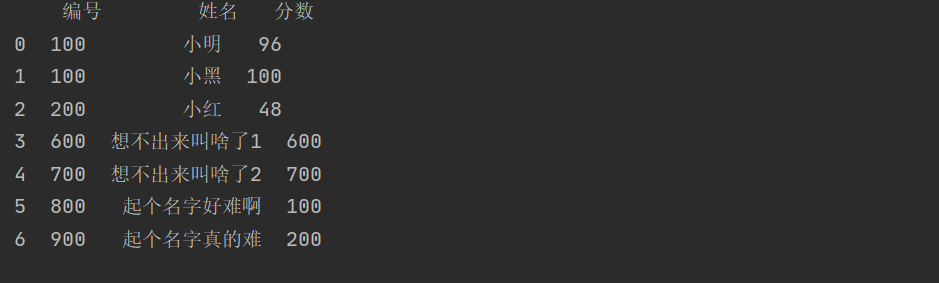 编号 姓名 分数
0 100 小明 96
1 100 小黑 100
2 200 小红 48
3 600 想不出来叫啥了1 600
4 700 想不出来叫啥了2 700
5 800 起个名字好难啊 100
6 900 起个名字真的难 200